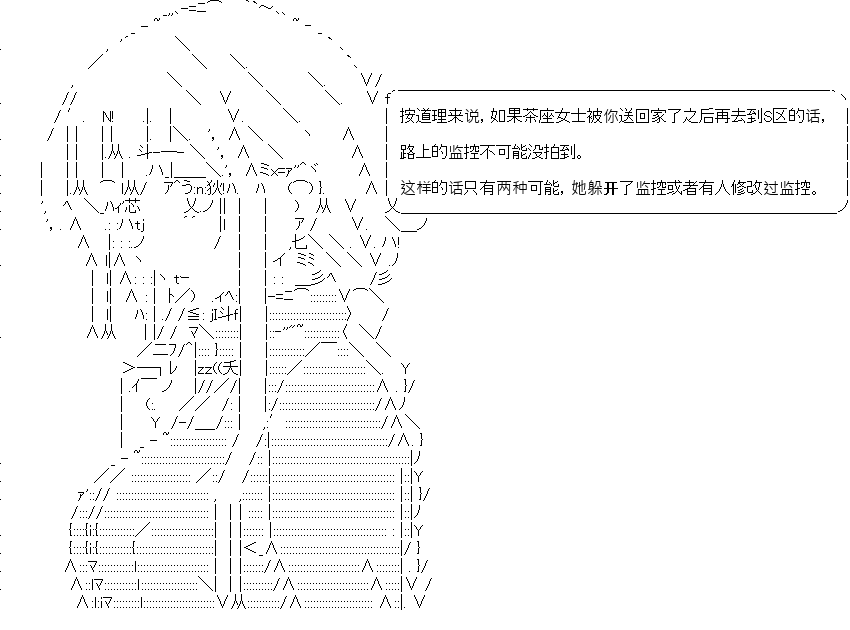 按道理来说，如果茶座女士被你送回家了之后再去到S区的话，
路上的监控不可能没拍到。
这样的话只有两种可能，她躲开了监控或者有人修改过监控。